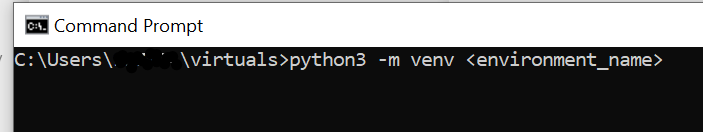 Command Prompt
C:\Users\ \virtuals>python3 -m venv <environment_name>